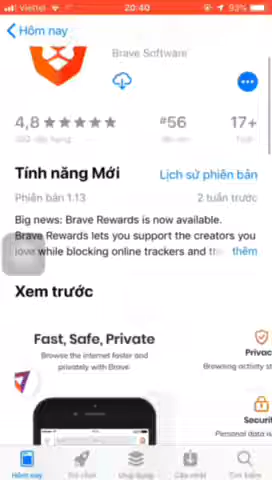 Viettel 20:40 93%
Hôm nay
Brave Software
4,8 ★★★★★ #56 17+
Tính năng Mới Lịch sử phiên bản
Phiên bản 1.13 2 tuần trước
Big news: Brave Rewards is now available.
Brave Rewards lets you support the creators you
love while blocking online trackers and th thêm
Xem trước
Fast, Safe, Private
Browse the internet faster and
privately with Brave.
Privac
Browsing activity st
Securit
Personal data is
Hôm nay Trò chơi Ứng dụng Cập nhật Tìm kiếm